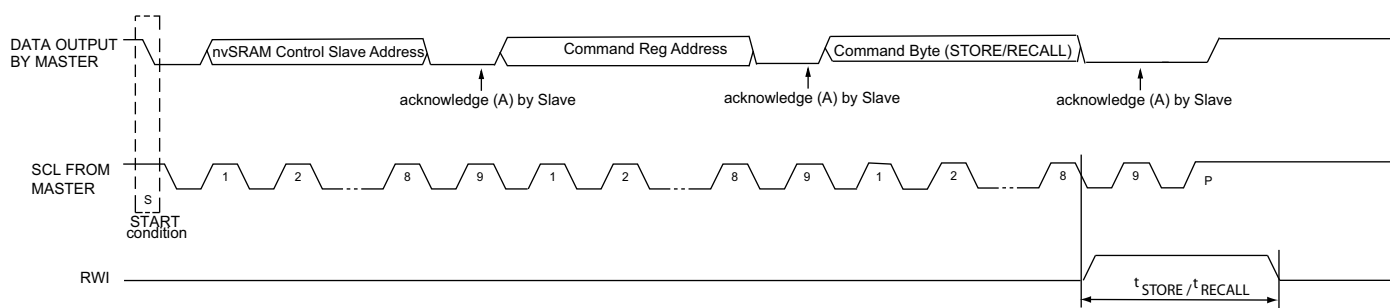 DATA OUTPUT
BY MASTER
nvSRAM Control Slave Address
Command Reg Address
Command Byte (STORE/RECALL)
acknowledge (A) by Slave
acknowledge (A) by Slave
acknowledge (A) by Slave
SCL FROM
MASTER
1 2 8 9 1 2 8 9 1 2 8 9 P
S
START
condition
RWI
tSTORE/tRECALL